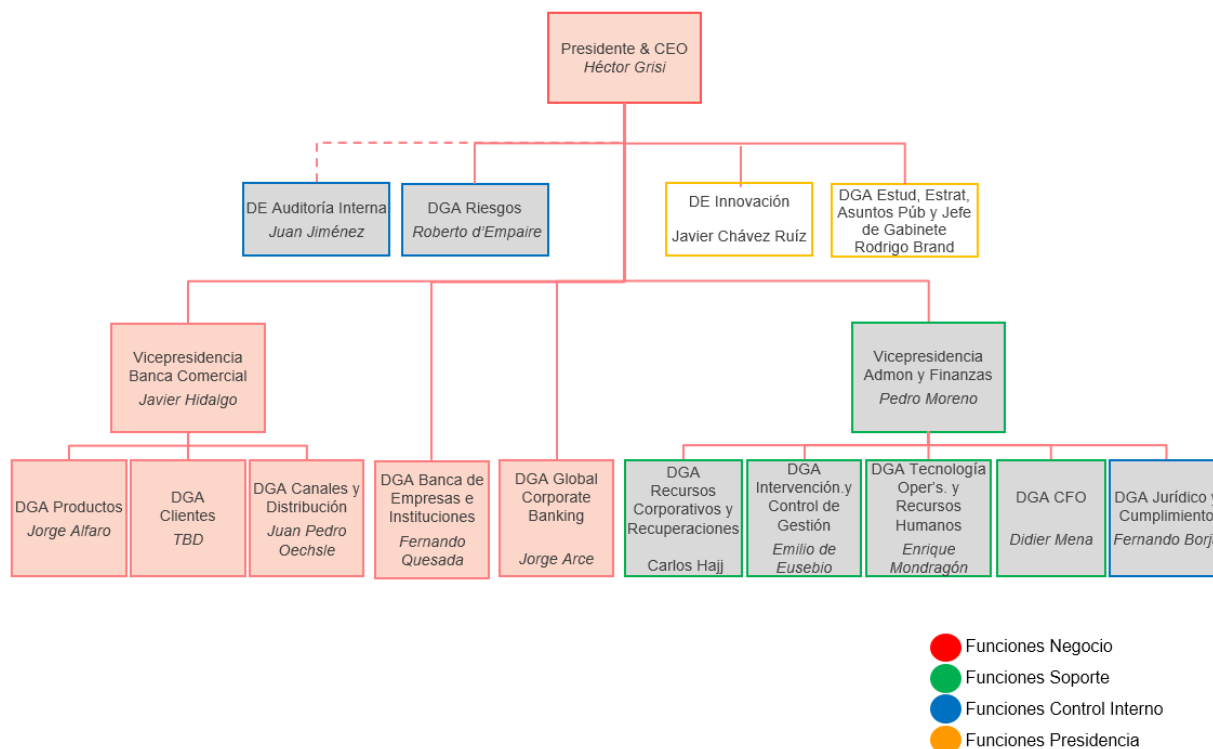 Presidente & CEO
Héctor Grisi
DE Auditoría Interna
Juan Jiménez
DGA Riesgos
Roberto d'Empaire
DE Innovación
Javier Chávez Ruíz
DGA Estud, Estrat,
Asuntos Púb y Jefe
de Gabinete
Rodrigo Brand
Vicepresidencia
Banca Comercial
Javier Hidalgo
Vicepresidencia
Admon y Finanzas
Pedro Moreno
DGA Productos
Jorge Alfaro
DGA
Clientes
TBD
DGA Canales y
Distribución
Juan Pedro
Oechsle
DGA Banca de
Empresas e
Instituciones
Fernando
Quesada
DGA Global
Corporate
Banking
Jorge Arce
DGA
Recursos
Corporativos y
Recuperaciones
Carlos Hajj
DGA
Intervención.y
Control de
Gestión
Emilio de
Eusebio
DGA Tecnología
Oper's. y
Recursos
Humanos
Enrique
Mondragón
DGA CFO
Didier Mena
DGA Jurídico y
Cumplimiento
Fernando Borja
Funciones Negocio
Funciones Soporte
Funciones Control Interno
Funciones Presidencia